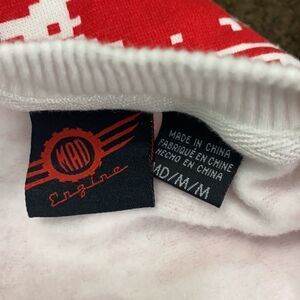 MAD
Engine
MADE IN CHINA
FABRIQUÉ EN CHINE
HECHO EN CHINA
MD/M/M